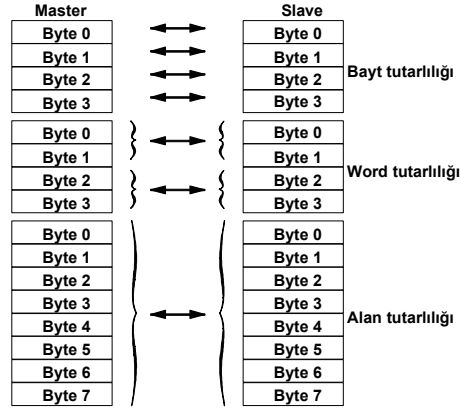 Master Slave
Byte 0 Byte 0
Byte 1 Byte 1
Byte 2 Byte 2
Byte 3 Byte 3
Bayt tutarlılığı
Byte 0 Byte 0
Byte 1 Byte 1
Byte 2 Byte 2
Byte 3 Byte 3
Word tutarlılığı
Byte 0 Byte 0
Byte 1 Byte 1
Byte 2 Byte 2
Byte 3 Byte 3
Byte 4 Byte 4
Byte 5 Byte 5
Byte 6 Byte 6
Byte 7 Byte 7
Alan tutarlılığı